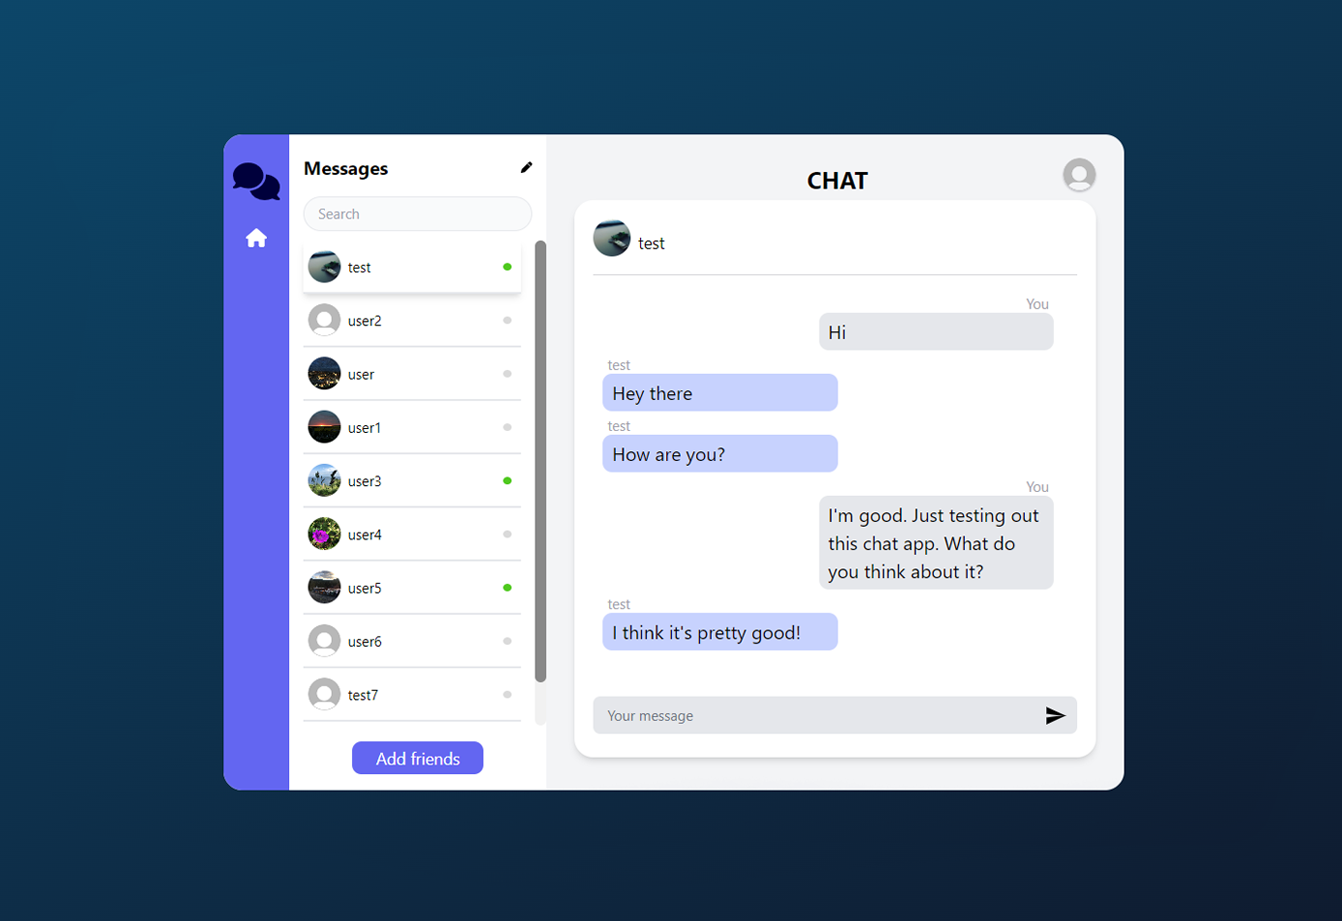 Messages
Search
test
user2
user
user1
user3
user4
user5
user6
test7
Add friends
CHAT
test
You
Hi
test
Hey there
test
How are you?
You
I'm good. Just testing out
this chat app. What do
you think about it?
test
I think it's pretty good!
Your message